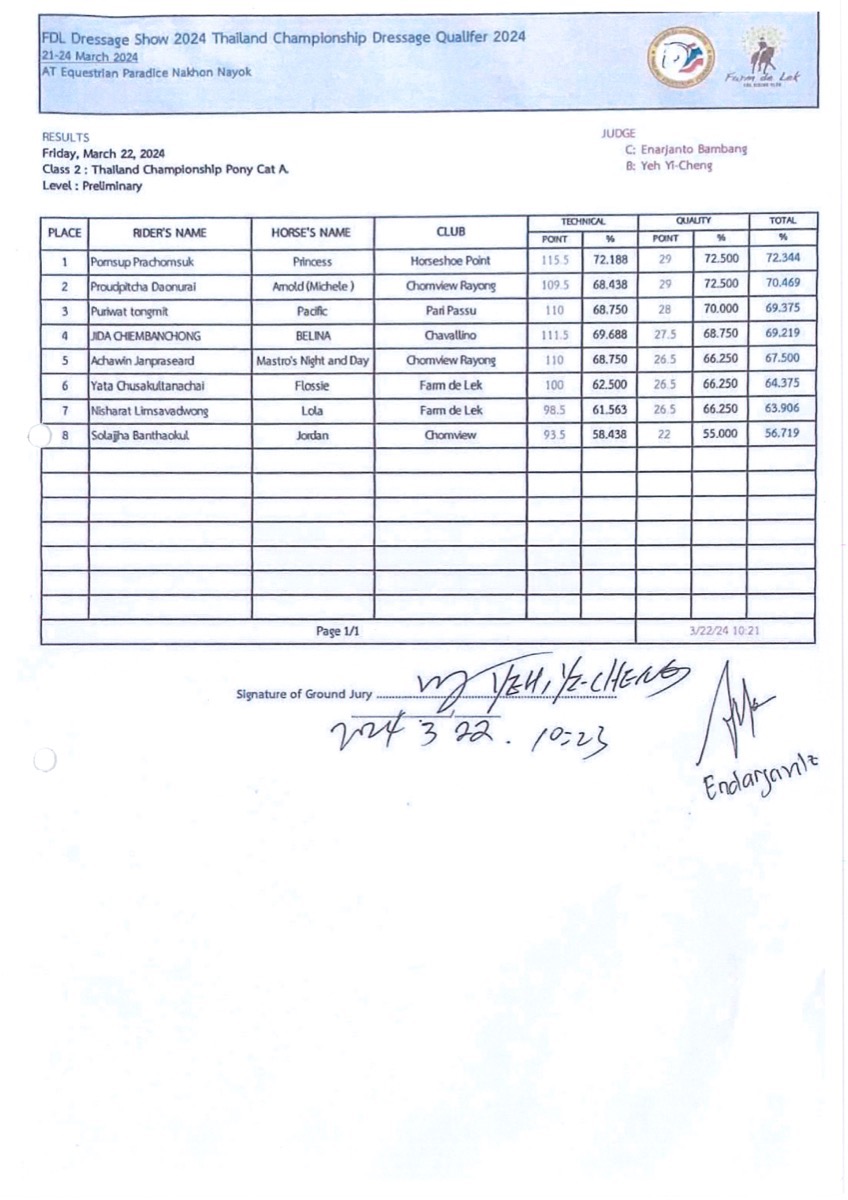 FDL Dressage Show 2024 Thailand Championship Dressage Qualifer 2024
21-24 March 2024
AT Equestrian Paradice Nakhon Nayok
Farm de Lek
RESULTS
Friday, March 22, 2024
Class 2 : Thailand Championship Pony Cat A.
Level : Preliminary
JUDGE
C: Enarjanto Bambang
B: Yeh Yi-Cheng
PLACE RIDER'S NAME HORSE'S NAME CLUB TECHNICAL QUALITY TOTAL
POINT % POINT % %
1 Pornsup Prachornsuk Princess Horseshoe Point 115.5 72.188 29 72.500 72.344
2 Proudpitcha Daonurai Arnold (Michele ) Chornview Rayong 109.5 68.438 29 72.500 70.469
3 Puriwat tongmit Pacific Pari Passu 110 68.750 28 70.000 69.375
4 JIDA CHIEMBANCHONG BELINA Chavallino 111.5 69.688 27.5 68.750 69.219
5 Achawin Janpraseard Mastro's Night and Day Chomview Rayong 110 68.750 26.5 66.250 67.500
6 Yata Chusakultanachai Flossie Farm de Lek 100 62.500 26.5 66.250 64.375
7 Nisharat Limsavadwong Lola Farm de Lek 98.5 61.563 26.5 66.250 63.906
8 Solajha Banthaokul Jordan Chomview 93.5 58.438 22 55.000 56.719
Page 1/1 3/22/24 10:21
Signature of Ground Jury YEH, YI-CHENG
2024 3 22. 10:23